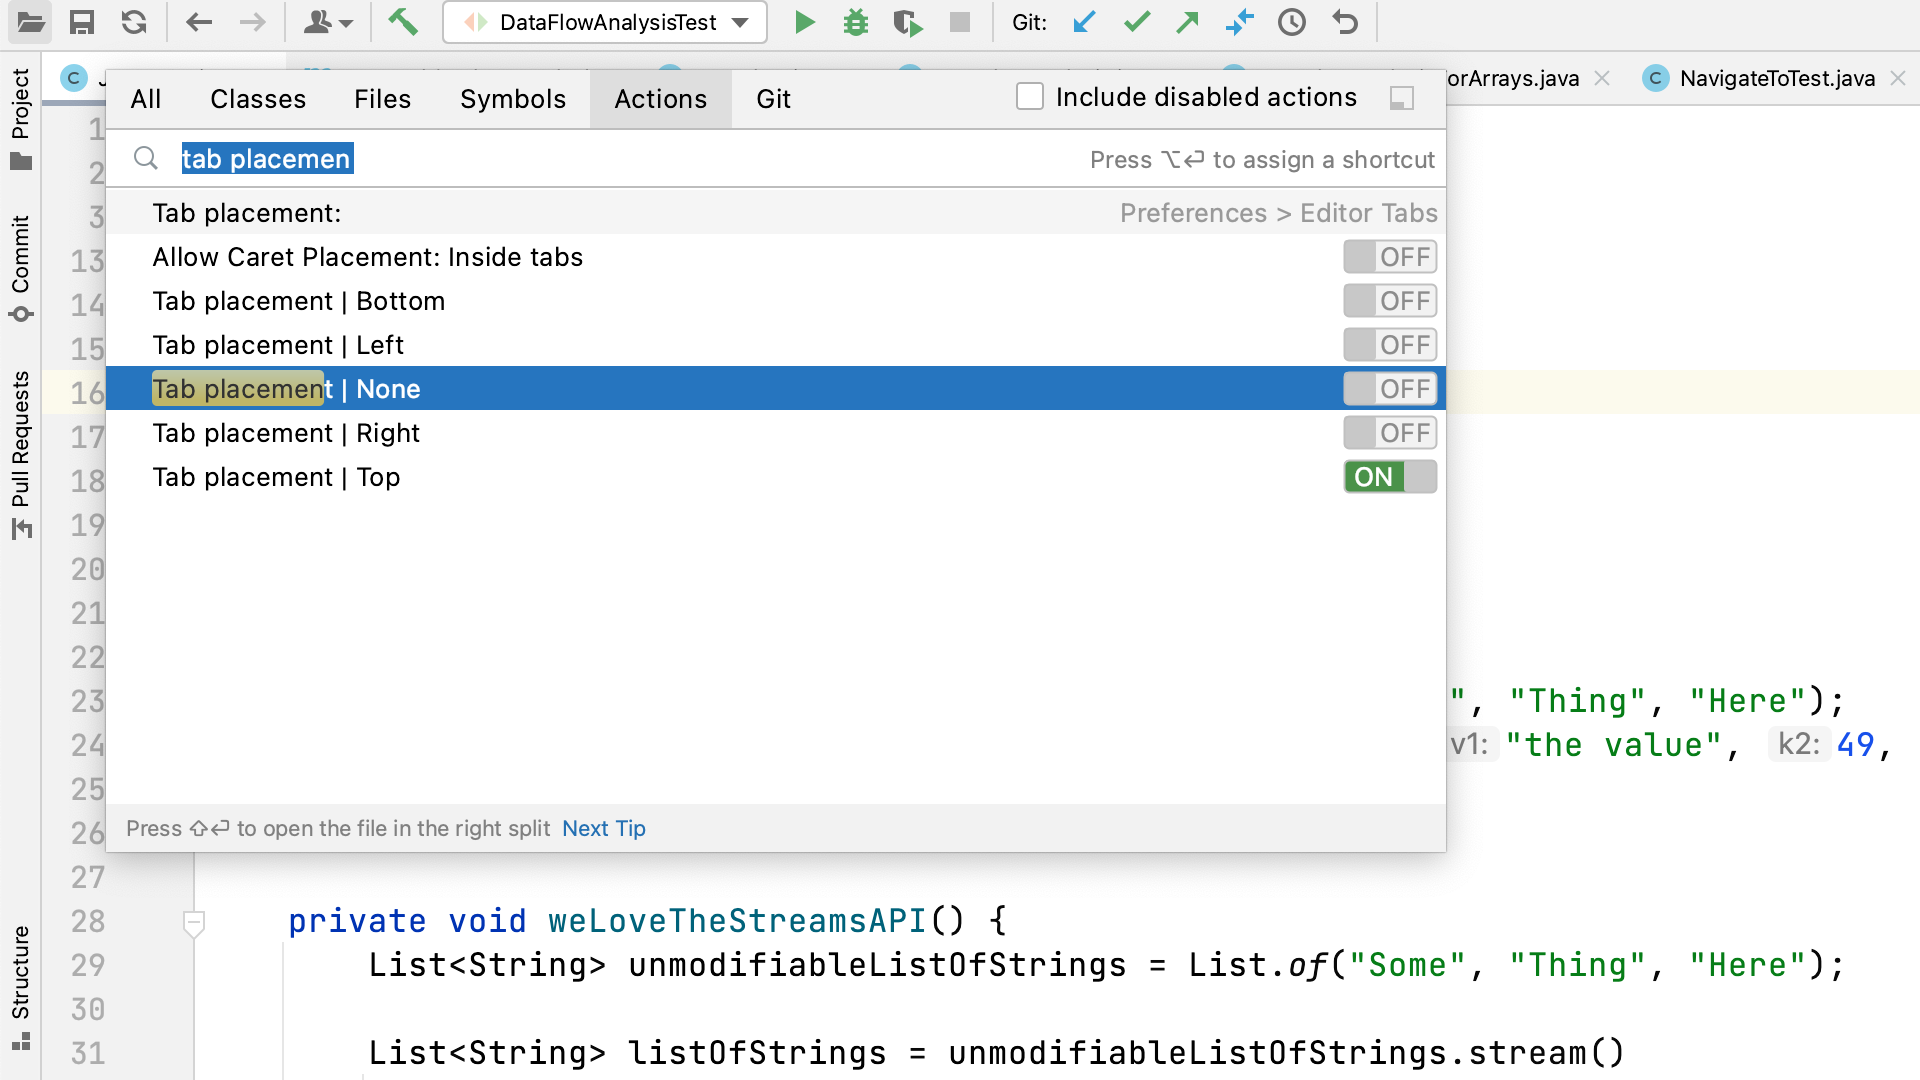 DataFlowAnalysisTest
Git:
orArrays.java
NavigateToTest.java
All Classes Files Symbols Actions Git
Include disabled actions
tab placemen
Press ⌥⏎ to assign a shortcut
Tab placement: Preferences > Editor Tabs
Allow Caret Placement: Inside tabs OFF
Tab placement | Bottom OFF
Tab placement | Left OFF
Tab placement | None OFF
Tab placement | Right OFF
Tab placement | Top ON
Press ⇧⏎ to open the file in the right split Next Tip
Project
Commit
Pull Requests
Structure
1
2
3
13
14
15
16
17
18
19
20
21
22
23 ", "Thing", "Here");
24 v1: "the value", k2: 49,
25
26
27
28 private void weLoveTheStreamsAPI() {
29 List<String> unmodifiableListOfStrings = List.of("Some", "Thing", "Here");
30
31 List<String> listOfStrings = unmodifiableListOfStrings.stream()